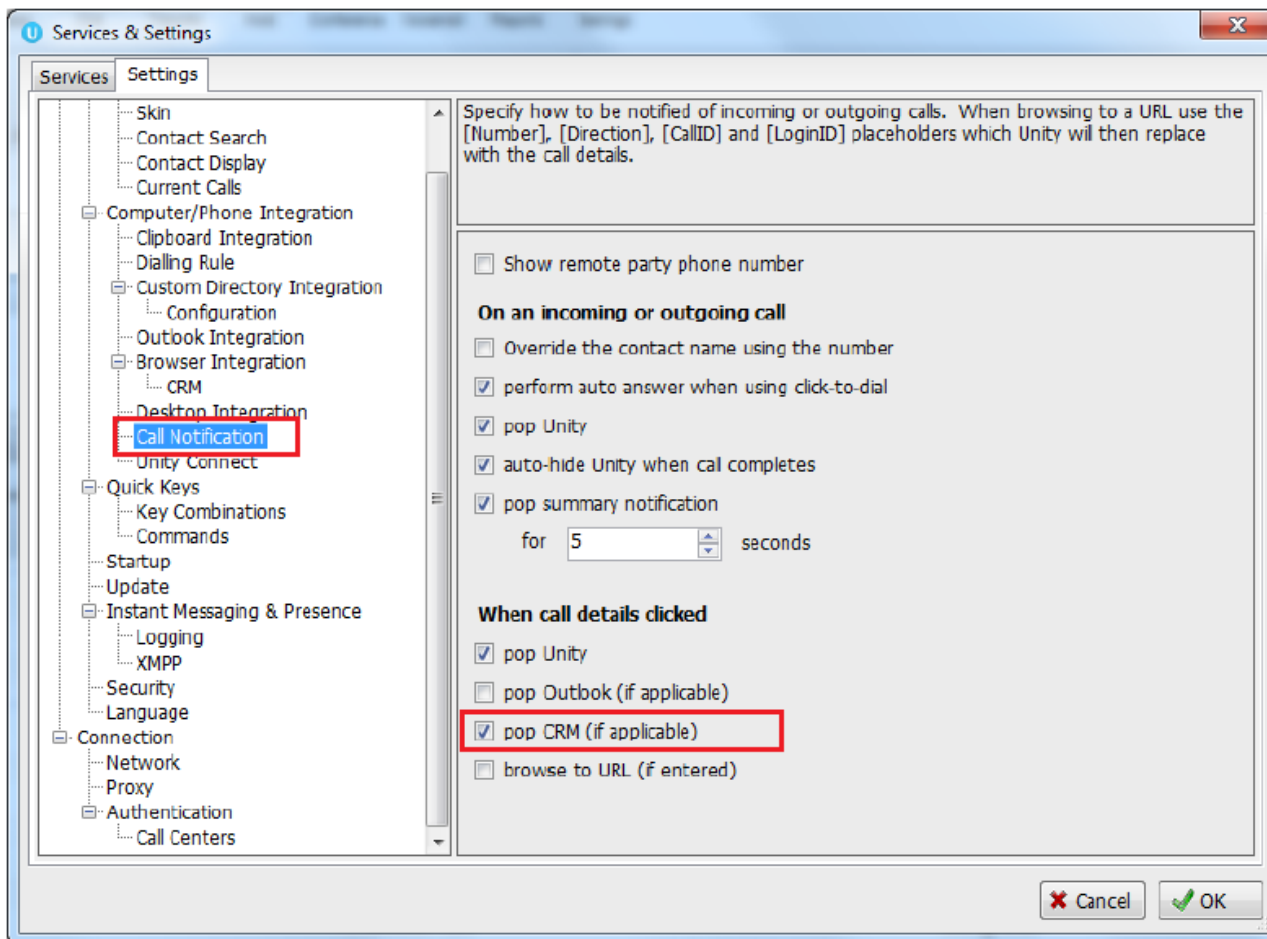 Services & Settings
Services
Settings
Skin
Contact Search
Contact Display
Current Calls
Computer/Phone Integration
Clipboard Integration
Dialling Rule
Custom Directory Integration
Configuration
Outlook Integration
Browser Integration
CRM
Desktop Integration
Call Notification
Unity Connect
Quick Keys
Key Combinations
Commands
Startup
Update
Instant Messaging & Presence
Logging
XMPP
Security
Language
Connection
Network
Proxy
Authentication
Call Centers
Specify how to be notified of incoming or outgoing calls. When browsing to a URL use the
[Number], [Direction], [CallID] and [LoginID] placeholders which Unity will then replace
with the call details.
Show remote party phone number
On an incoming or outgoing call
Override the contact name using the number
perform auto answer when using click-to-dial
pop Unity
auto-hide Unity when call completes
pop summary notification
for 5 seconds
When call details clicked
pop Unity
pop Outlook (if applicable)
pop CRM (if applicable)
browse to URL (if entered)
Cancel
OK